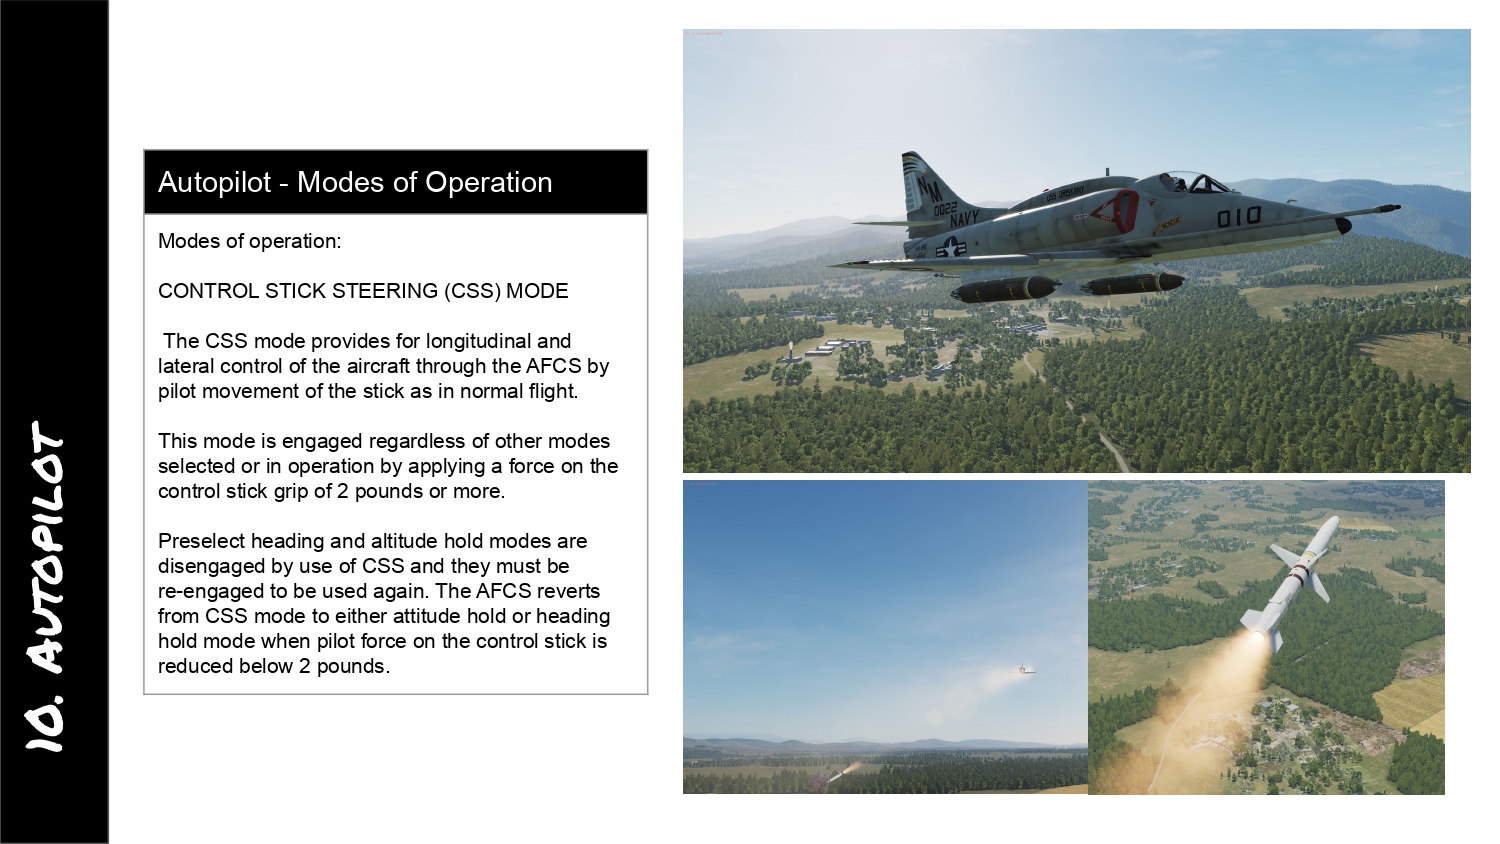 10. AUTOPILOT
Autopilot - Modes of Operation
Modes of operation:
CONTROL STICK STEERING (CSS) MODE
The CSS mode provides for longitudinal and
lateral control of the aircraft through the AFCS by
pilot movement of the stick as in normal flight.
This mode is engaged regardless of other modes
selected or in operation by applying a force on the
control stick grip of 2 pounds or more.
Preselect heading and altitude hold modes are
disengaged by use of CSS and they must be
re-engaged to be used again. The AFCS reverts
from CSS mode to either attitude hold or heading
hold mode when pilot force on the control stick is
reduced below 2 pounds.
NM
0022
NAVY
USS ORISKANY
RESCUE
010